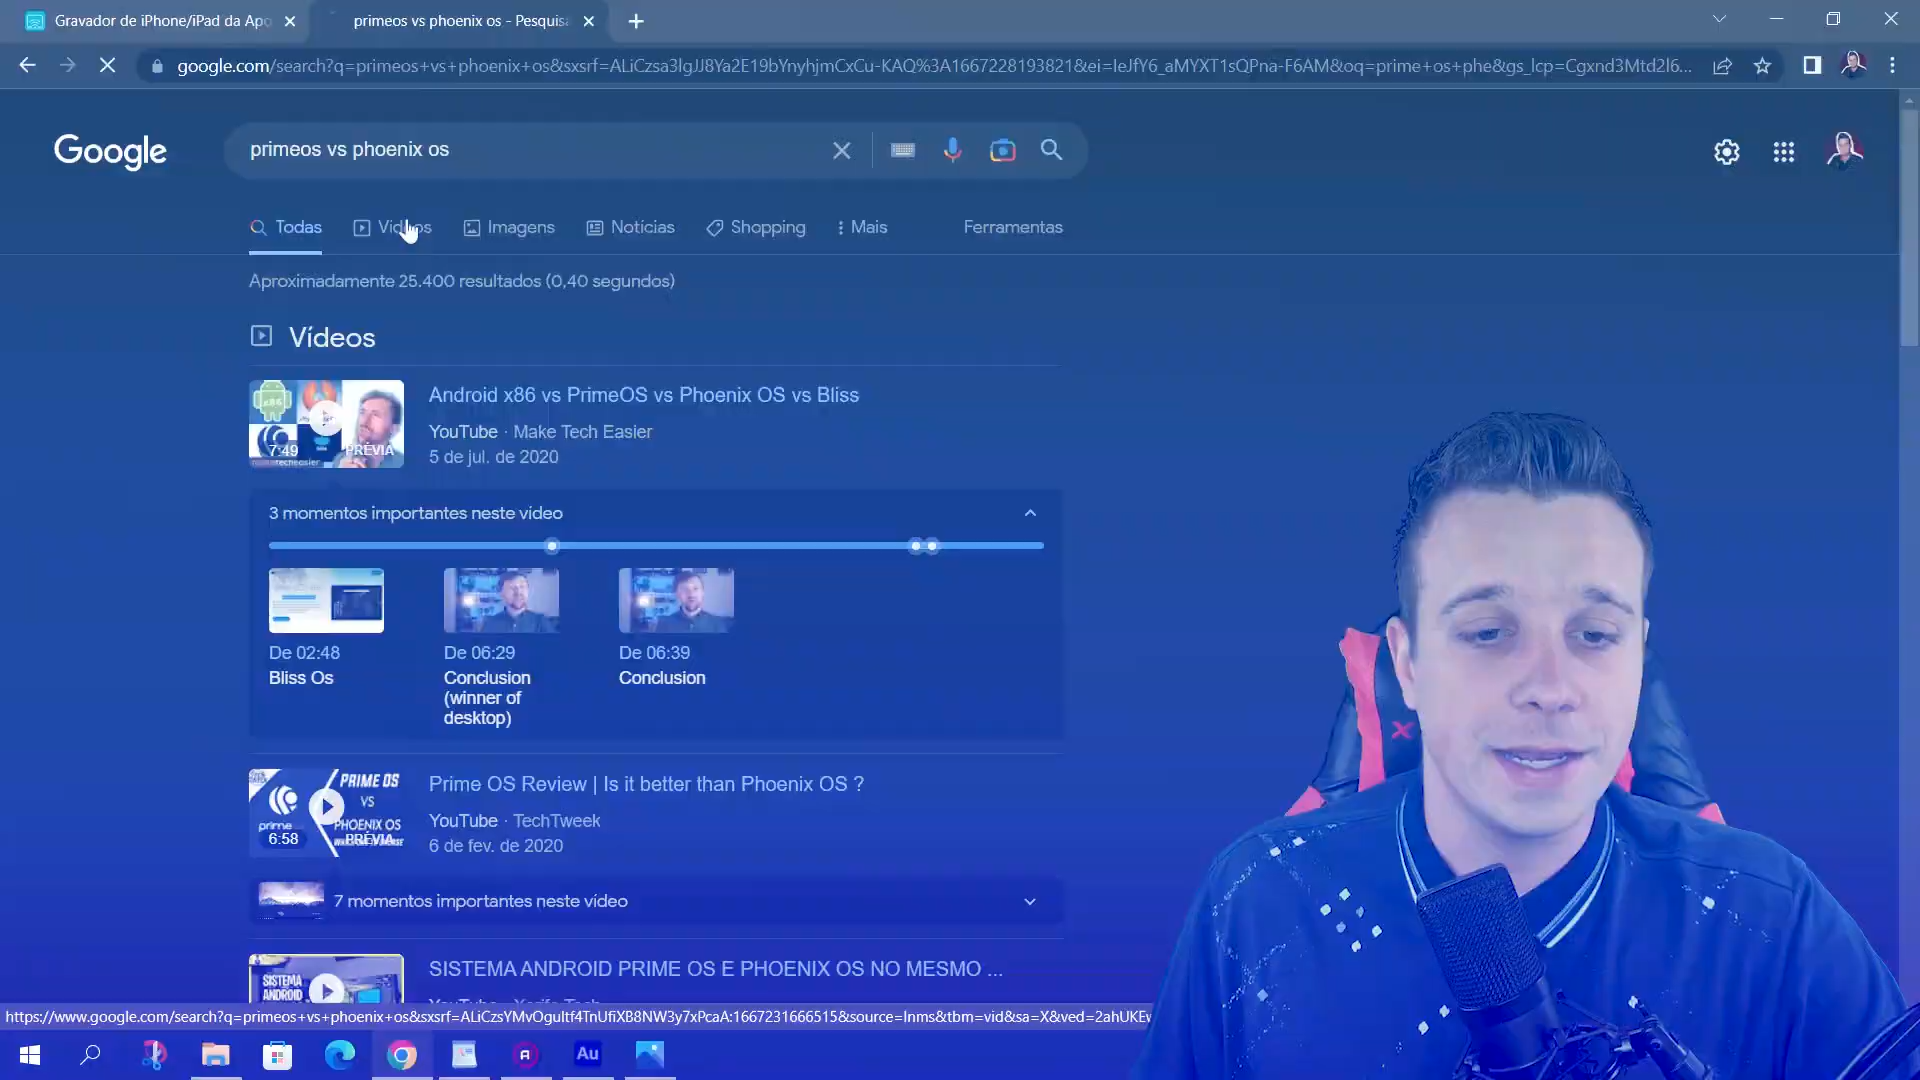 Gravador de iPhone/iPad da Apo
primeos vs phoenix os - Pesquisa
google.com/search?q=primeos+vs+phoenix+os&sxsrf=ALiCzsa3lgJJ8Ya2E19bYnyhjmCxCu-KAQ%3A1667228193821&ei=IeJfY6_aMYXT1sQPna-F6AM&oq=prime+os+phe&gs_lcp=Cgxnd3Mtd2l6...
Google
primeos vs phoenix os
Todas
Vídeos
Imagens
Notícias
Shopping
Mais
Ferramentas
Aproximadamente 25.400 resultados (0,40 segundos)
Vídeos
x86
7:49
PRÉVIA
Android x86 vs PrimeOS vs Phoenix OS vs Bliss
YouTube · Make Tech Easier
5 de jul. de 2020
3 momentos importantes neste vídeo
De 02:48
Bliss Os
De 06:29
Conclusion
(winner of
desktop)
De 06:39
Conclusion
PRIME OS
VS
PHOENIX OS
prime
6:58
PRÉVIA
Prime OS Review | Is it better than Phoenix OS ?
YouTube · TechTweek
6 de fev. de 2020
7 momentos importantes neste vídeo
SISTEMA
ANDROID
SISTEMA ANDROID PRIME OS E PHOENIX OS NO MESMO ...
https://www.google.com/search?q=primeos+vs+phoenix+os&sxsrf=ALiCzsYMvOgultf4TnUfiXB8NW3y7xPcaA:1667231666515&source=lnms&tbm=vid&sa=X&ved=2ahUKEw
Au